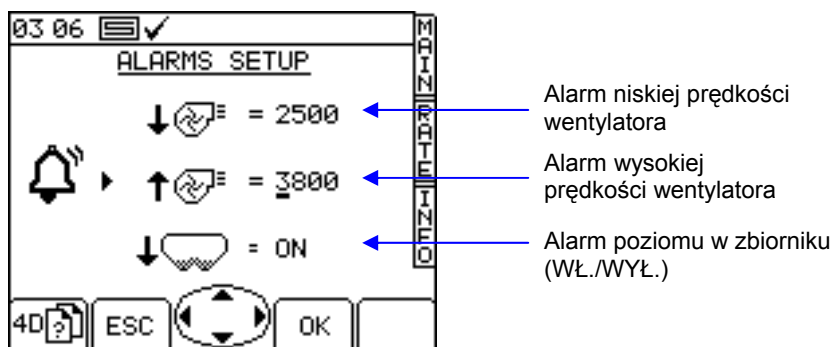 03 06
ALARMS SETUP
= 2500
= 3800
= ON
MAIN
RATE
INFO
4D ?
ESC
OK
Alarm niskiej prędkości
wentylatora
Alarm wysokiej
prędkości wentylatora
Alarm poziomu w zbiorniku
(WŁ./WYŁ.)